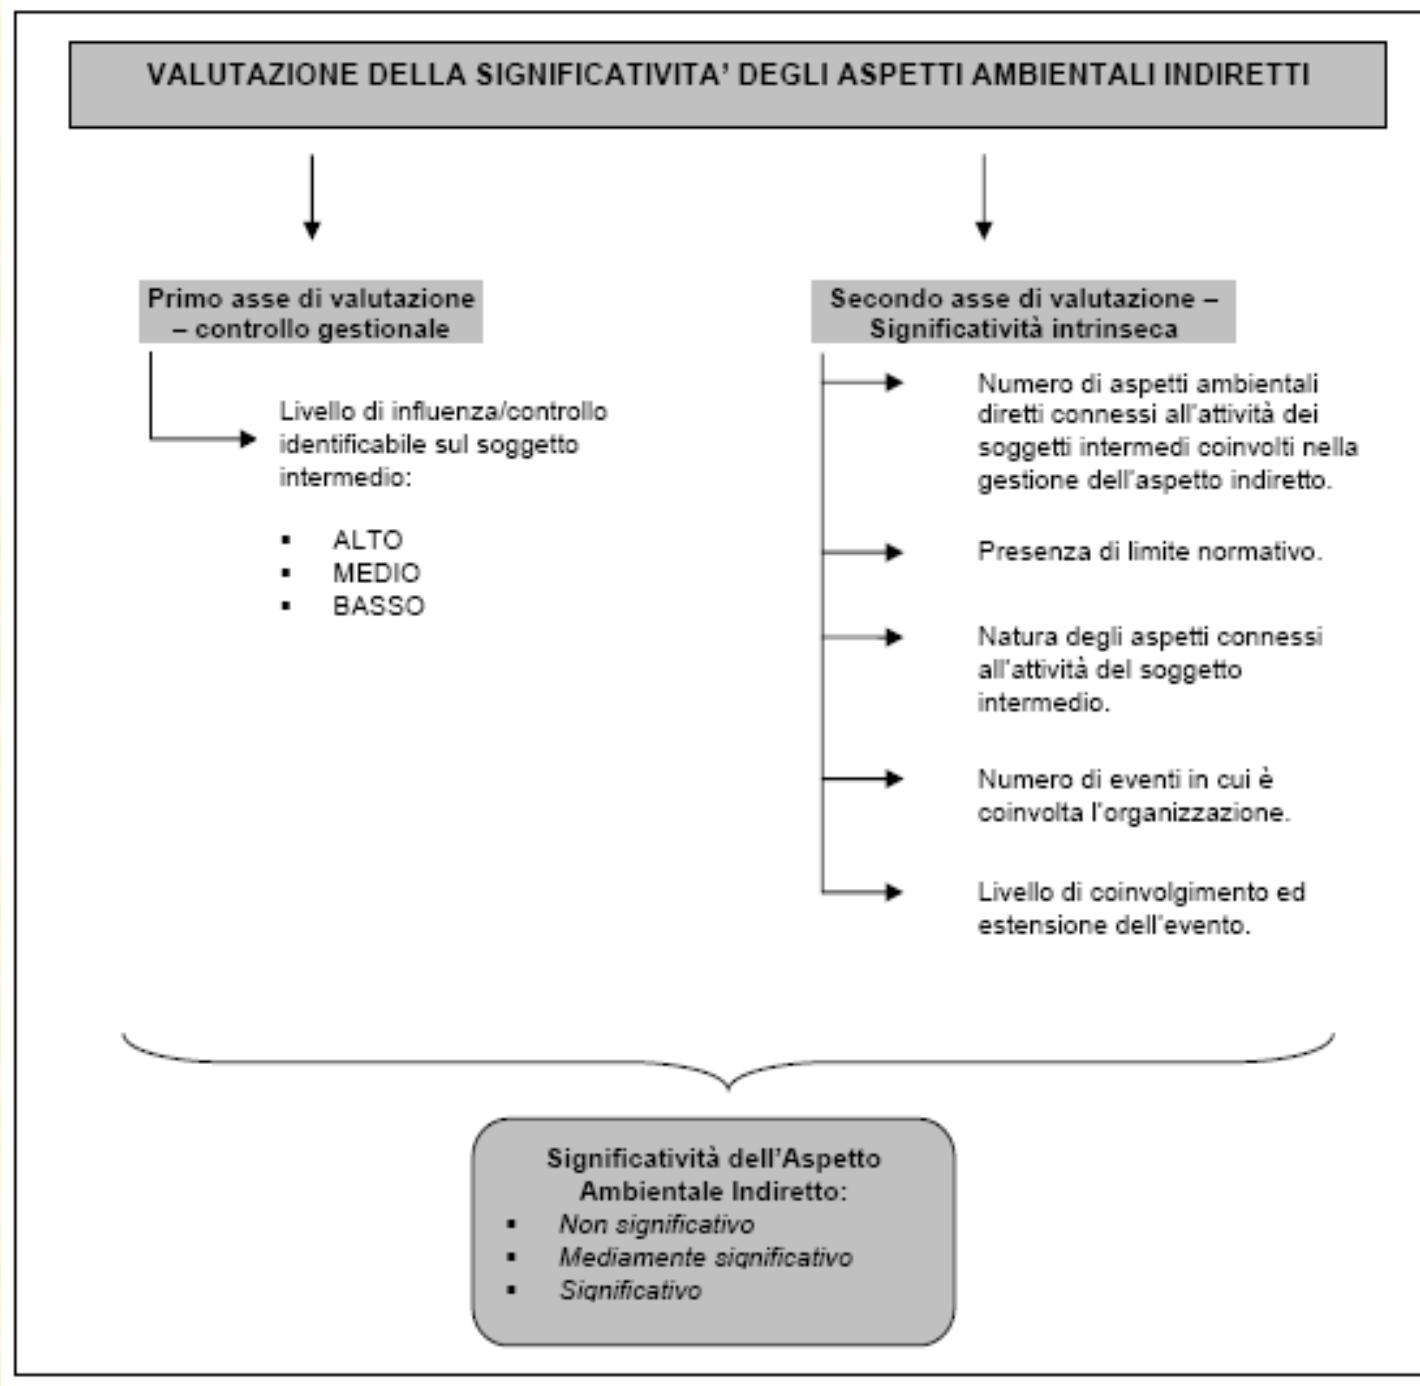 VALUTAZIONE DELLA SIGNIFICATIVITA' DEGLI ASPETTI AMBIENTALI INDIRETTI
Primo asse di valutazione
– controllo gestionale
Livello di influenza/controllo
identificabile sul soggetto
intermedio:
▪ ALTO
▪ MEDIO
▪ BASSO
Secondo asse di valutazione –
Significatività intrinseca
Numero di aspetti ambientali
diretti connessi all'attività dei
soggetti intermedi coinvolti nella
gestione dell'aspetto indiretto.
Presenza di limite normativo.
Natura degli aspetti connessi
all'attività del soggetto
intermedio.
Numero di eventi in cui è
coinvolta l'organizzazione.
Livello di coinvolgimento ed
estensione dell'evento.
Significatività dell'Aspetto
Ambientale Indiretto:
▪ Non significativo
▪ Mediamente significativo
▪ Significativo